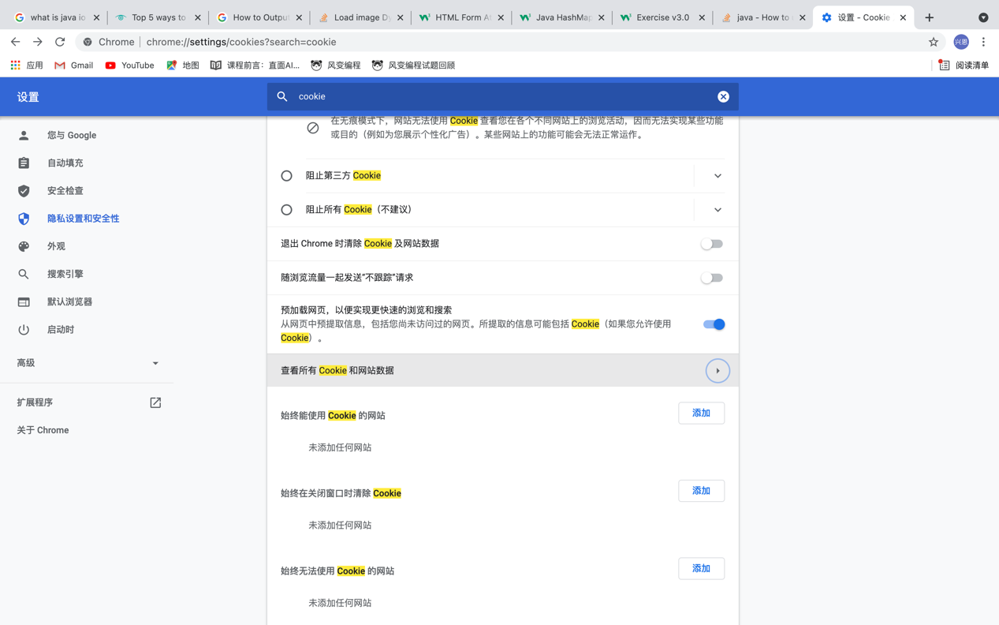 what is java io
Top 5 ways to
How to Output
Load image Dy
HTML Form At
Java HashMap
Exercise v3.0
java - How to
设置 - Cookie
Chrome
chrome://settings/cookies?search=cookie
兴恩
应用
Gmail
YouTube
地图
课程前言：直面AI...
风变编程
风变编程试题回顾
阅读清单
设置
cookie
您与 Google
自动填充
安全检查
隐私设置和安全性
外观
搜索引擎
默认浏览器
启动时
高级
扩展程序
关于 Chrome
在无痕模式下，网站无法使用 Cookie 查看您在各个不同网站上的浏览活动，因而无法实现某些功能
或目的（例如为您展示个性化广告）。某些网站上的功能可能会无法正常运作。
阻止第三方 Cookie
阻止所有 Cookie（不建议）
退出 Chrome 时清除 Cookie 及网站数据
随浏览流量一起发送“不跟踪”请求
预加载网页，以便实现更快速的浏览和搜索
从网页中预提取信息，包括您尚未访问过的网页。所提取的信息可能包括 Cookie（如果您允许使用
Cookie）。
查看所有 Cookie 和网站数据
始终能使用 Cookie 的网站
添加
未添加任何网站
始终在关闭窗口时清除 Cookie
添加
未添加任何网站
始终无法使用 Cookie 的网站
添加
未添加任何网站